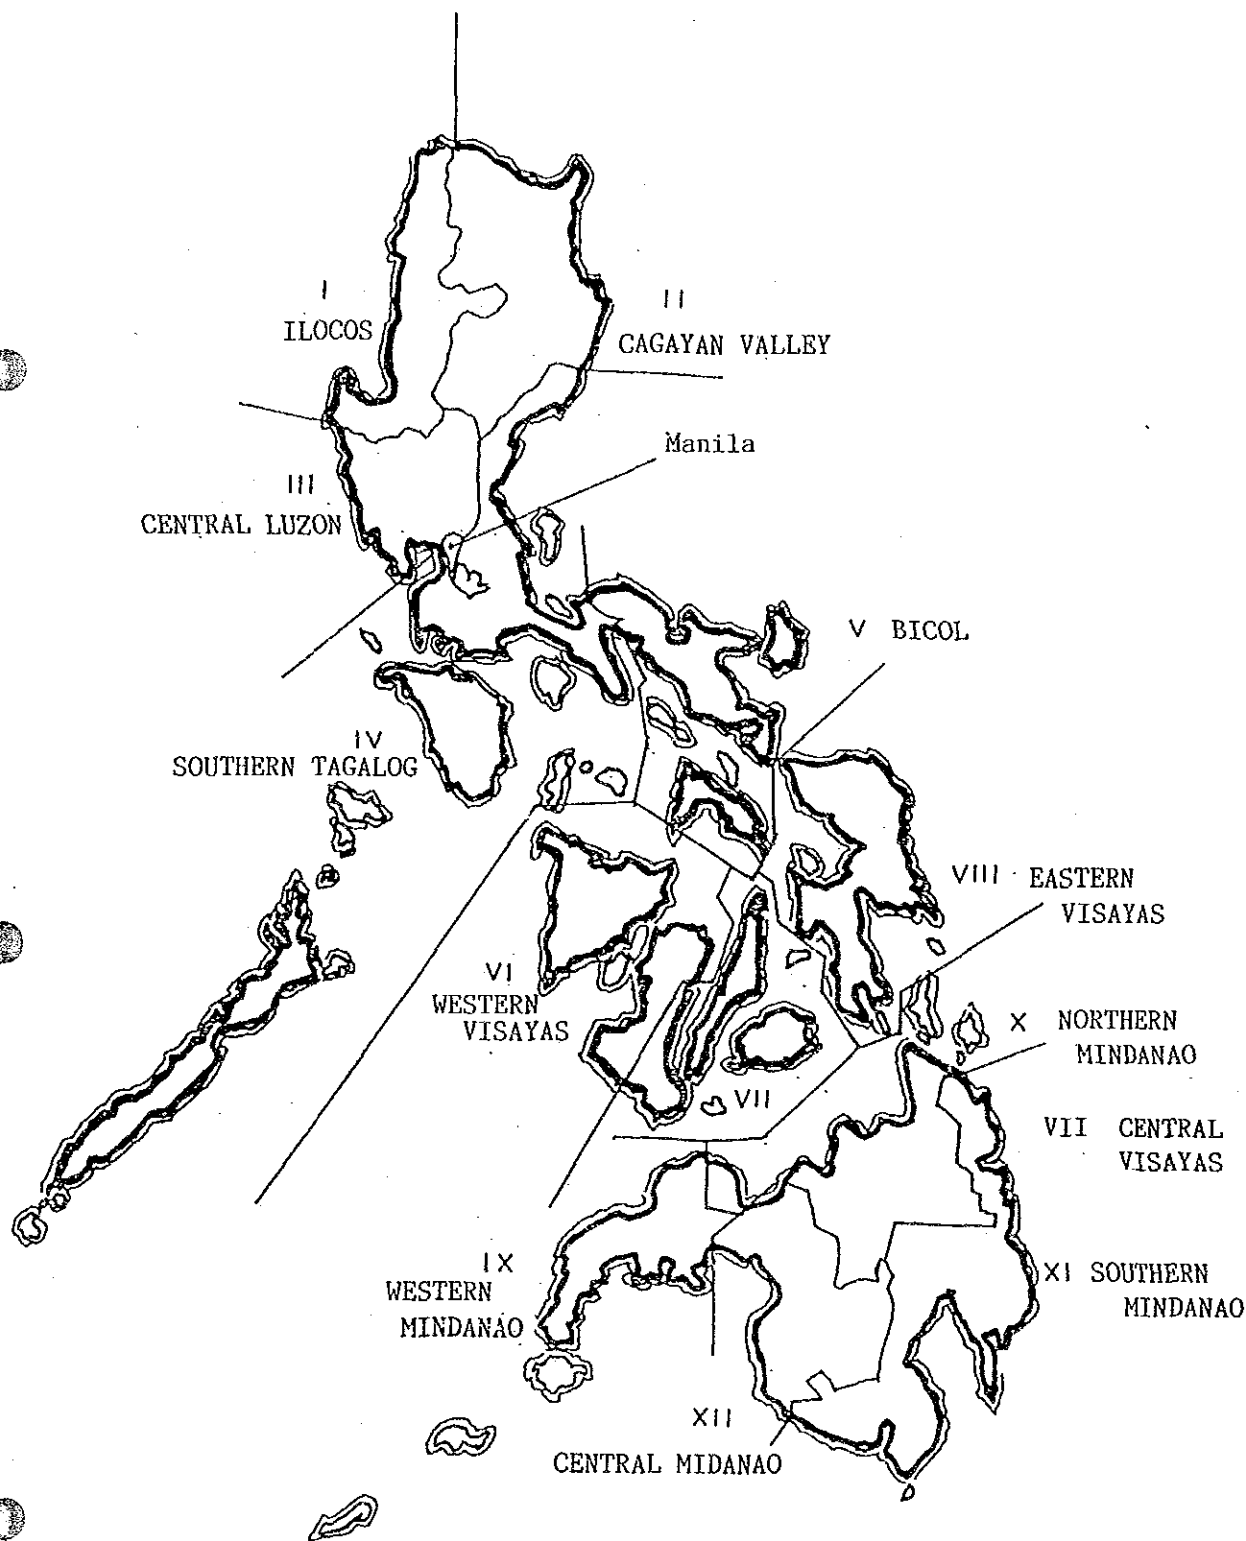 I
ILOCOS
II
CAGAYAN VALLEY
Manila
III
CENTRAL LUZON
V BICOL
IV
SOUTHERN TAGALOG
VIII EASTERN
VISAYAS
VI
WESTERN
VISAYAS
X NORTHERN
MINDANAO
VII
VII CENTRAL
VISAYAS
IX
WESTERN
MINDANAO
XI SOUTHERN
MINDANAO
XII
CENTRAL MIDANAO